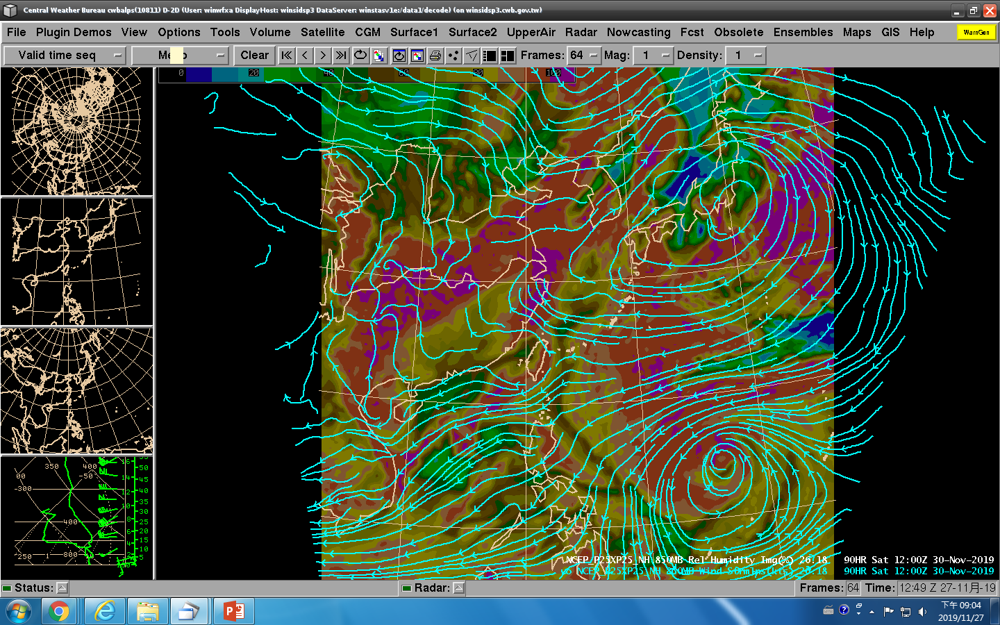 Central Weather Bureau cwbalps(10811) D-2D (User: winwfxa DisplayHost: winsidsp3 DataServer: winstasv1e:/data1/decode) (on winsidsp3.cwb.gov.tw)
File Plugin Demos View Options Tools Volume Satellite CGM Surface1 Surface2 UpperAir Radar Nowcasting Fcst Obsolete Ensembles Maps GIS Help WarnGen
Valid time seq Clear Frames: 64 Mag: 1 Density: 1
0 20 40 60 80 100
350 400
00 -50
-300
400
250 1 -800
16 50
14 45
12 40
35
10 30
8 25
6 20
4 15
10
5
NCEP P25XP25 NH 850MB Rel Humidity Img(%) 26.18 90HR Sat 12:00Z 30-Nov-2019
NCEP P25XP25 NH 850MB Wind Strmlns(kts) 26.18 90HR Sat 12:00Z 30-Nov-2019
Status: Radar: Frames: 64 Time: 12:49 Z 27-11月-19
下午 09:04
2019/11/27